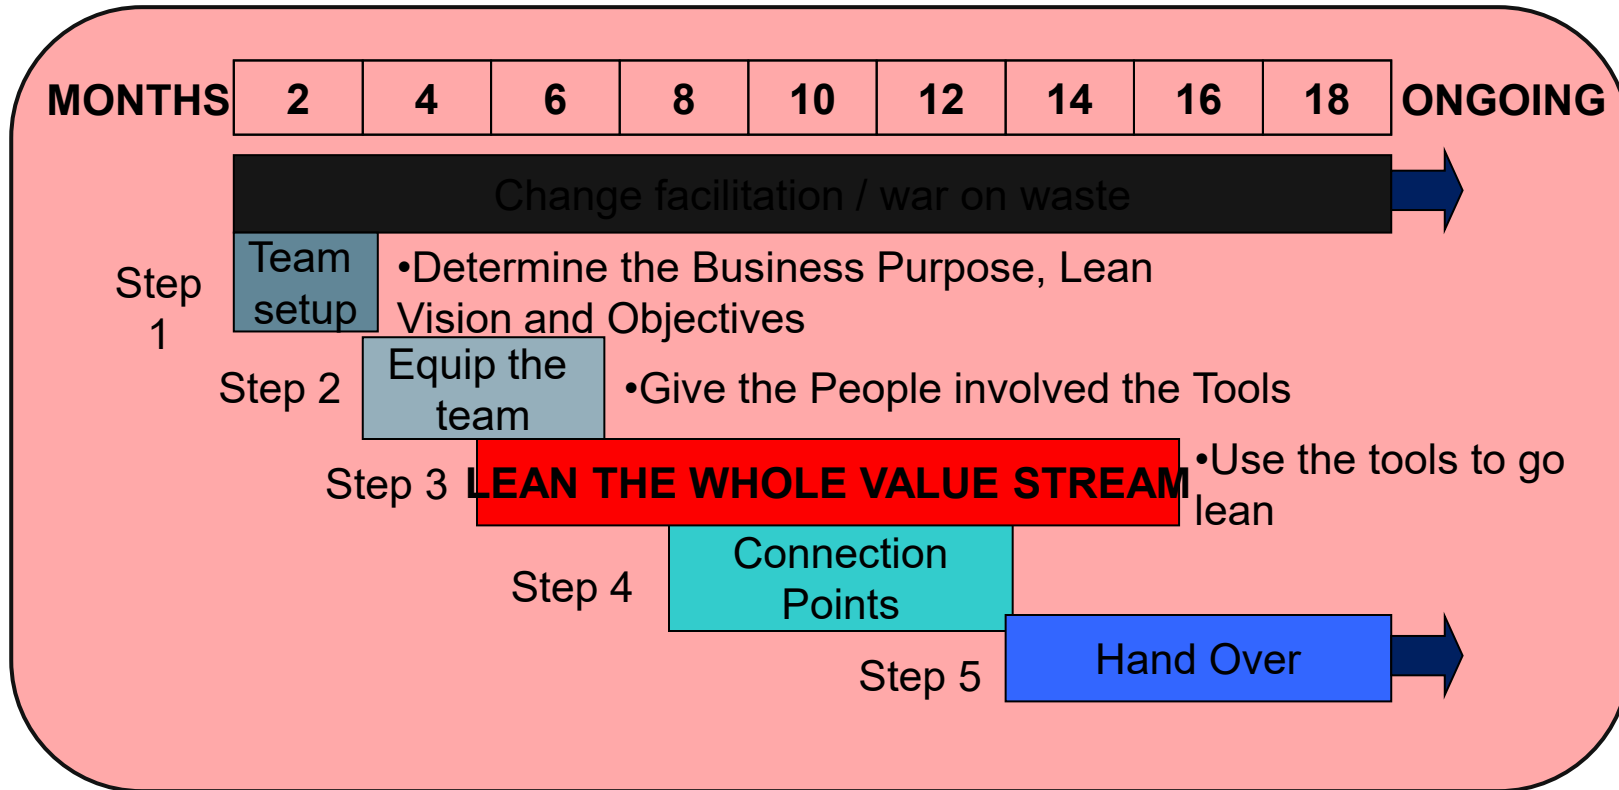 MONTHS 2 4 6 8 10 12 14 16 18 ONGOING
Change facilitation / war on waste
Step
1
Team
setup
•Determine the Business Purpose, Lean
Vision and Objectives
Step 2
Equip the
team
•Give the People involved the Tools
Step 3
LEAN THE WHOLE VALUE STREAM
•Use the tools to go
lean
Step 4
Connection
Points
Step 5
Hand Over